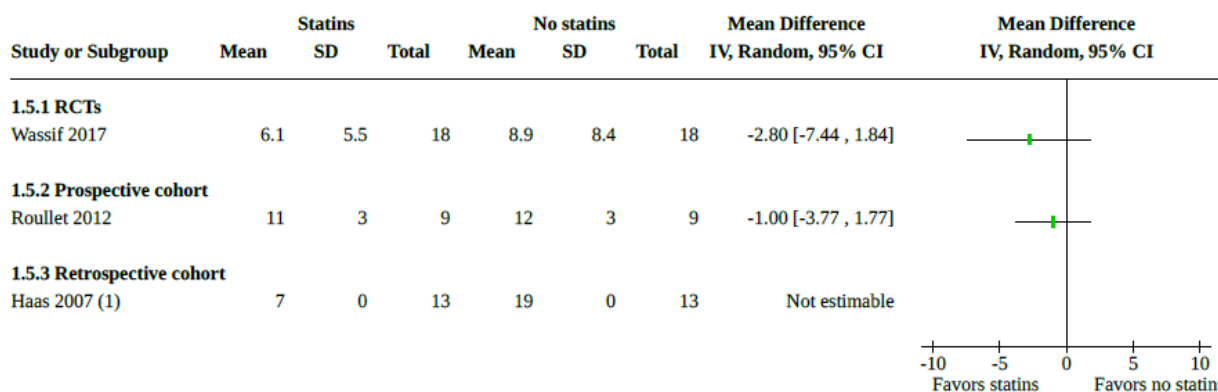 Statins No statins Mean Difference Mean Difference
Study or Subgroup Mean SD Total Mean SD Total IV, Random, 95% CI IV, Random, 95% CI
1.5.1 RCTs
Wassif 2017 6.1 5.5 18 8.9 8.4 18 -2.80 [-7.44 , 1.84]
1.5.2 Prospective cohort
Roullet 2012 11 3 9 12 3 9 -1.00 [-3.77 , 1.77]
1.5.3 Retrospective cohort
Haas 2007 (1) 7 0 13 19 0 13 Not estimable
-10 -5 0 5 10
Favors statins Favors no statin